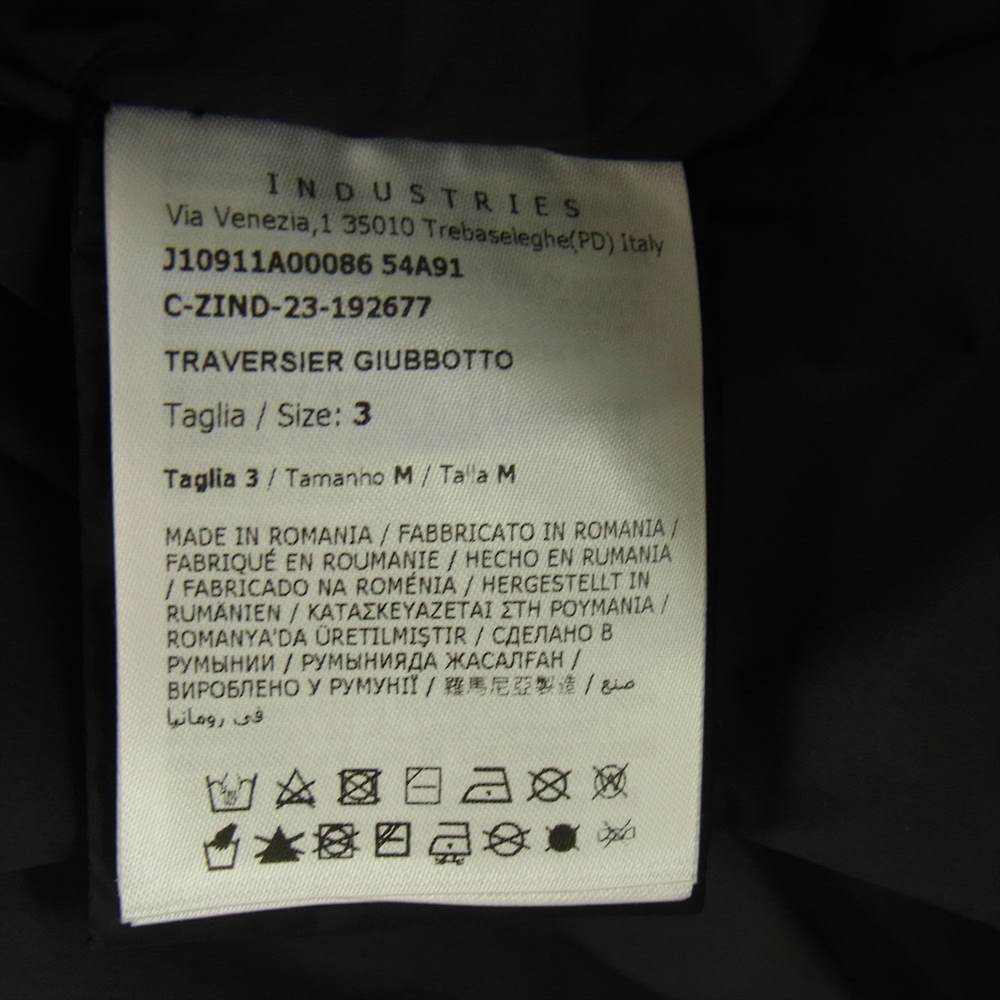 INDUSTRIES
Via Venezia,1 35010 Trebaseleghe(PD) Italy
J10911A00086 54A91
C-ZIND-23-192677
TRAVERSIER GIUBBOTTO
Taglia / Size: 3
Taglia 3 / Tamanho M / Talla M
MADE IN ROMANIA / FABBRICATO IN ROMANIA /
FABRIQUÉ EN ROUMANIE / HECHO EN RUMANIA
/ FABRICADO NA ROMÉNIA / HERGESTELLT IN
RUMÄNIEN / ΚΑΤΑΣΚΕΥΑΖΕΤΑΙ ΣΤΗ ΡΟΥΜΑΝΙΑ /
ROMANYA'DA ÜRETILMIŞTIR / СДЕЛАНО В
РУМЫНИИ / РУМЫНИЯДА ЖАСАЛҒАН /
ВИРОБЛЕНО У РУМУНІЇ / 羅馬尼亞製造 / صنع
في رومانيا